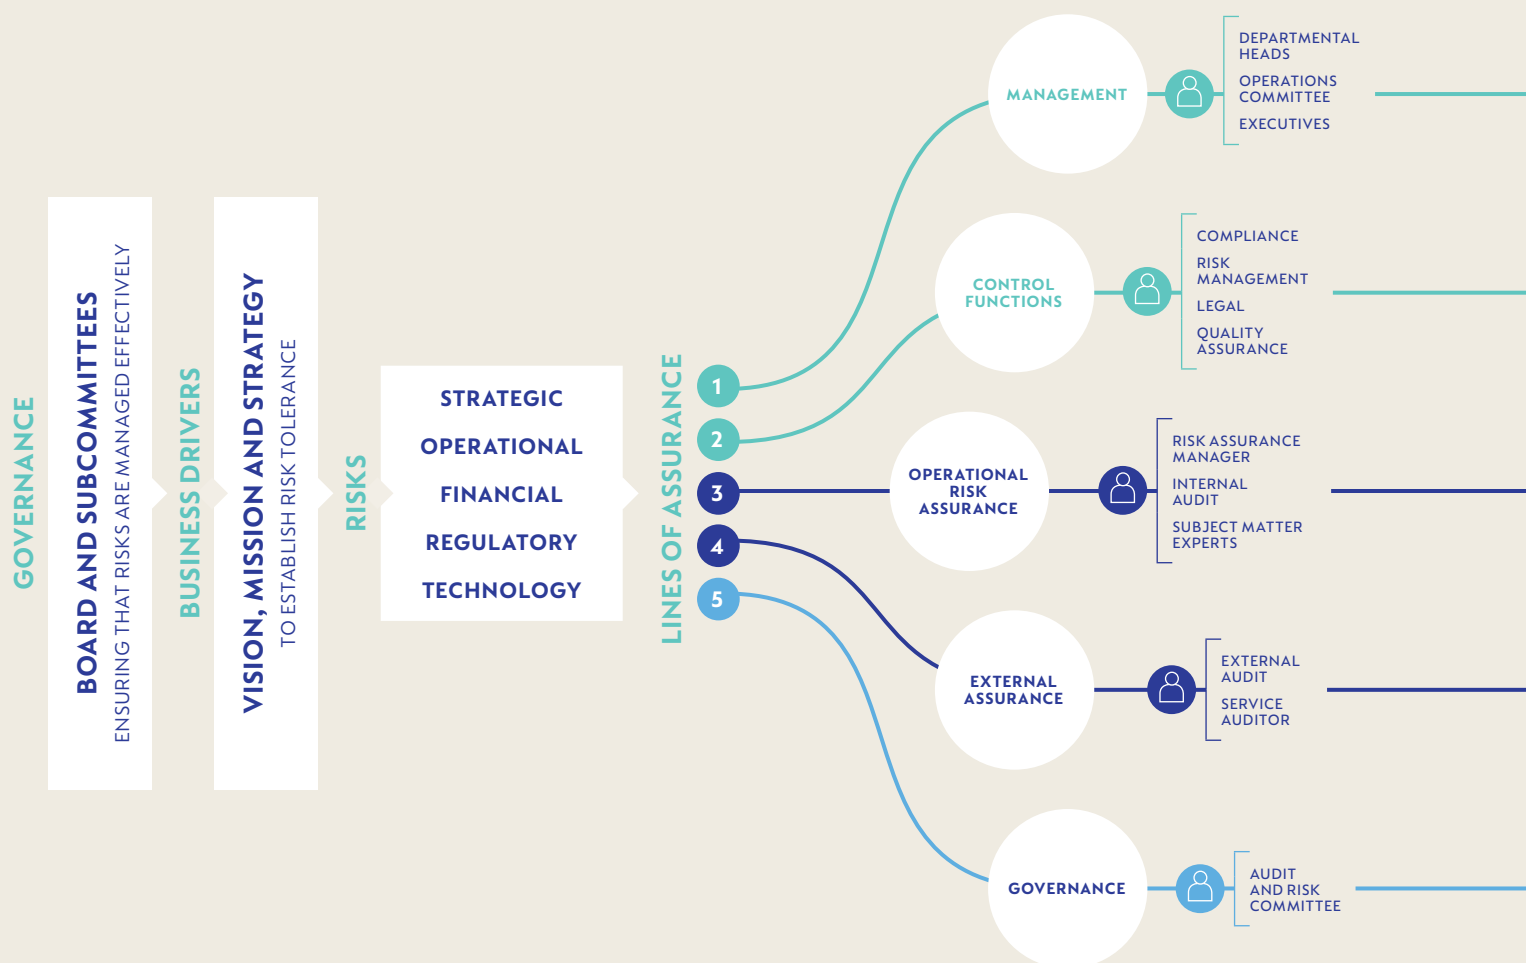 GOVERNANCE
BOARD AND SUBCOMMITTEES
ENSURING THAT RISKS ARE MANAGED EFFECTIVELY
BUSINESS DRIVERS
VISION, MISSION AND STRATEGY
TO ESTABLISH RISK TOLERANCE
RISKS
STRATEGIC
OPERATIONAL
FINANCIAL
REGULATORY
TECHNOLOGY
LINES OF ASSURANCE
1
MANAGEMENT
DEPARTMENTAL
HEADS
OPERATIONS
COMMITTEE
EXECUTIVES
2
CONTROL
FUNCTIONS
COMPLIANCE
RISK
MANAGEMENT
LEGAL
QUALITY
ASSURANCE
3
OPERATIONAL
RISK
ASSURANCE
RISK ASSURANCE
MANAGER
INTERNAL
AUDIT
SUBJECT MATTER
EXPERTS
4
EXTERNAL
ASSURANCE
EXTERNAL
AUDIT
SERVICE
AUDITOR
5
GOVERNANCE
AUDIT
AND RISK
COMMITTEE